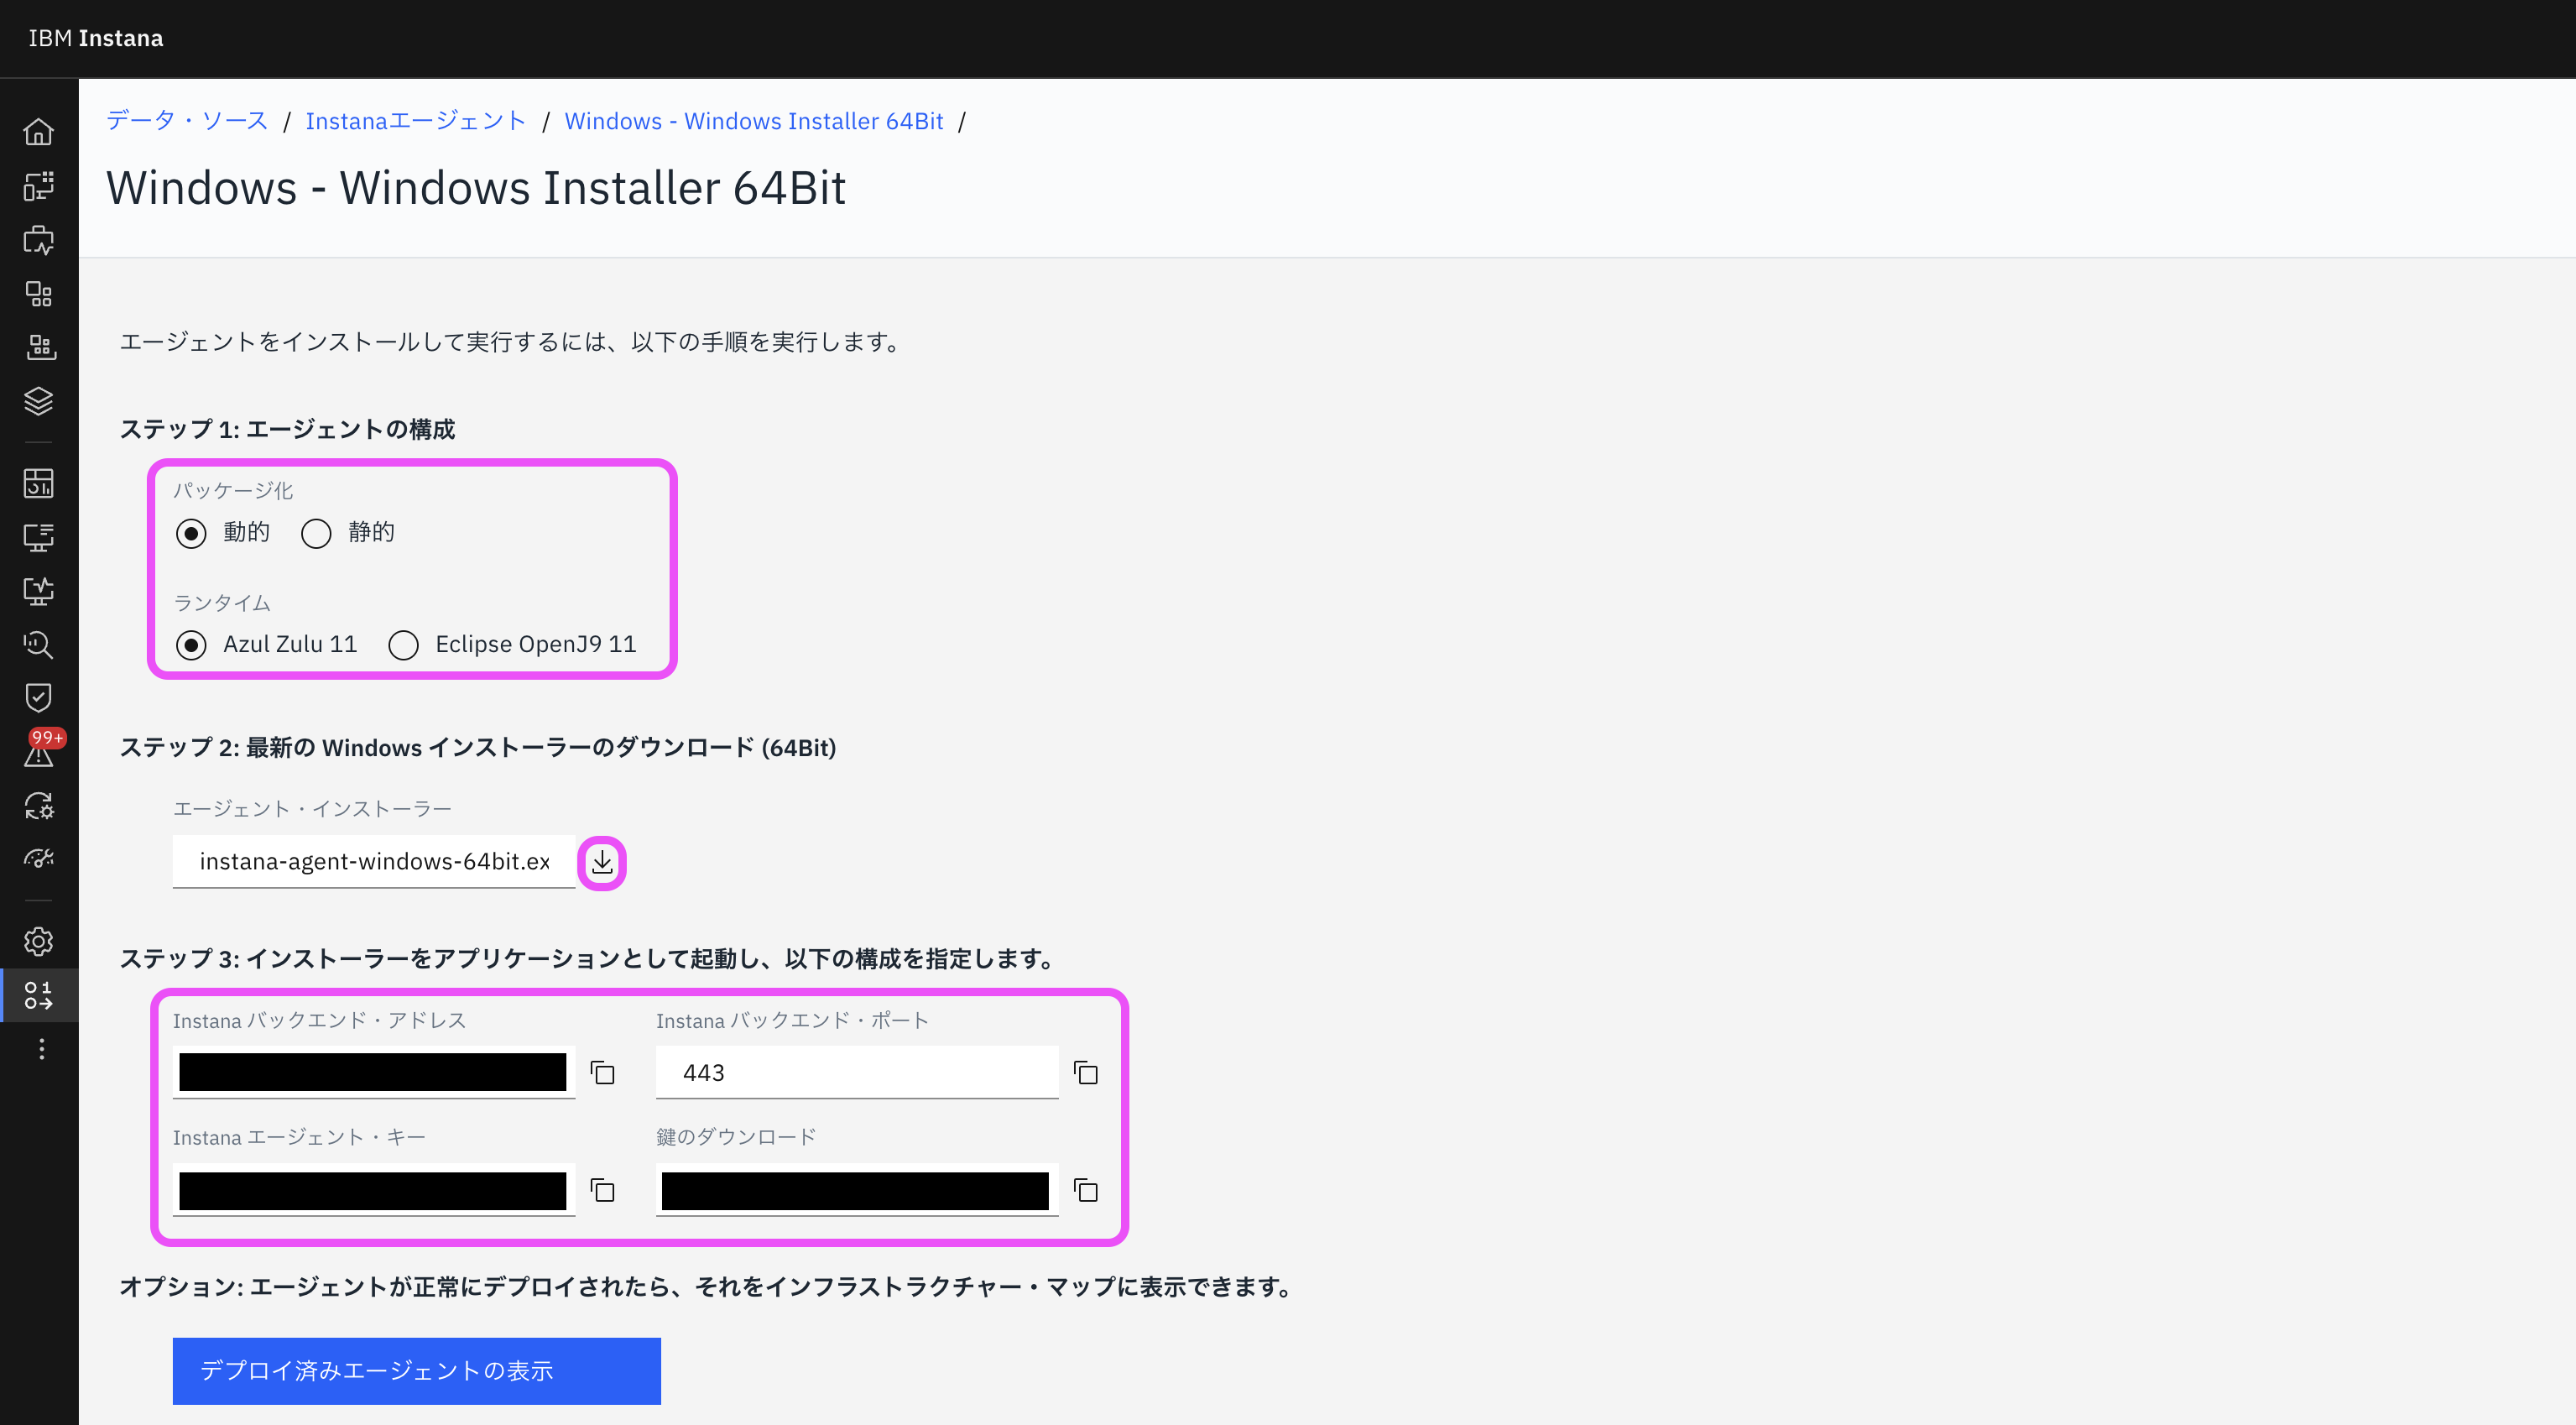 IBM Instana
データ・ソース / Instanaエージェント / Windows - Windows Installer 64Bit /
Windows - Windows Installer 64Bit
エージェントをインストールして実行するには、以下の手順を実行します。
ステップ 1: エージェントの構成
パッケージ化
動的 静的
ランタイム
Azul Zulu 11 Eclipse OpenJ9 11
ステップ 2: 最新の Windows インストーラーのダウンロード (64Bit)
99+
エージェント・インストーラー
instana-agent-windows-64bit.ex
ステップ 3: インストーラーをアプリケーションとして起動し、以下の構成を指定します。
Instana バックエンド・アドレス Instana バックエンド・ポート
443
Instana エージェント・キー 鍵のダウンロード
オプション: エージェントが正常にデプロイされたら、それをインフラストラクチャー・マップに表示できます。
デプロイ済みエージェントの表示